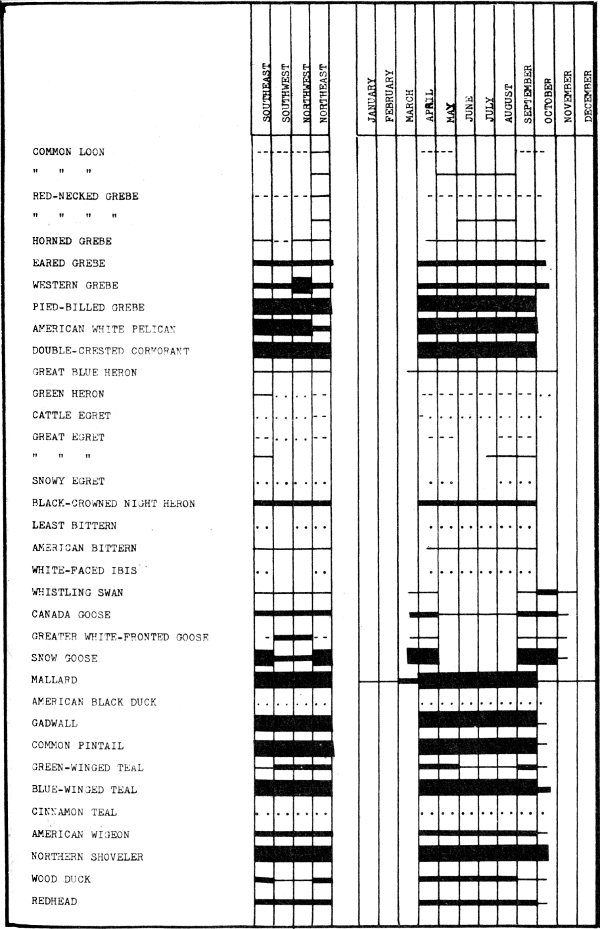 SOUTHEAST
SOUTHWEST
NORTHWEST
NORTHEAST
JANUARY
FEBRUARY
MARCH
APRIL
MAY
JUNE
JULY
AUGUST
SEPTEMBER
OCTOBER
NOVEMBER
DECEMBER
COMMON LOON
" " "
RED-NECKED GREBE
" " " "
HORNED GREBE
EARED GREBE
WESTERN GREBE
PIED-BILLED GREBE
AMERICAN WHITE PELICAN
DOUBLE-CRESTED CORMORANT
GREAT BLUE HERON
GREEN HERON
CATTLE EGRET
GREAT EGRET
" " "
SNOWY EGRET
BLACK-CROWNED NIGHT HERON
LEAST BITTERN
AMERICAN BITTERN
WHITE-FACED IBIS
WHISTLING SWAN
CANADA GOOSE
GREATER WHITE-FRONTED GOOSE
SNOW GOOSE
MALLARD
AMERICAN BLACK DUCK
GADWALL
COMMON PINTAIL
GREEN-WINGED TEAL
BLUE-WINGED TEAL
CINNAMON TEAL
AMERICAN WIGEON
NORTHERN SHOVELER
WOOD DUCK
REDHEAD